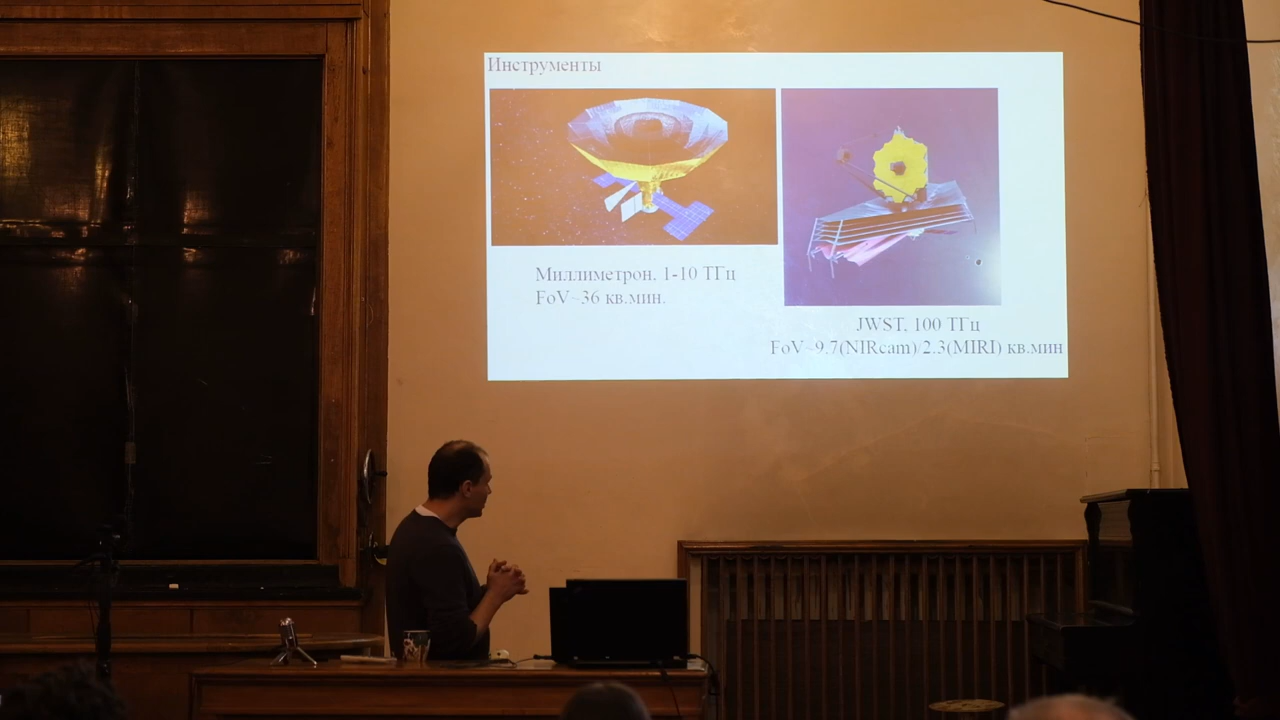 Инструменты
Миллиметрон. 1-10 ТГц
FoV~36 кв.мин.
JWST, 100 ТГц
FoV~9.7(NIRcam)/2.3(MIRI) кв.мин